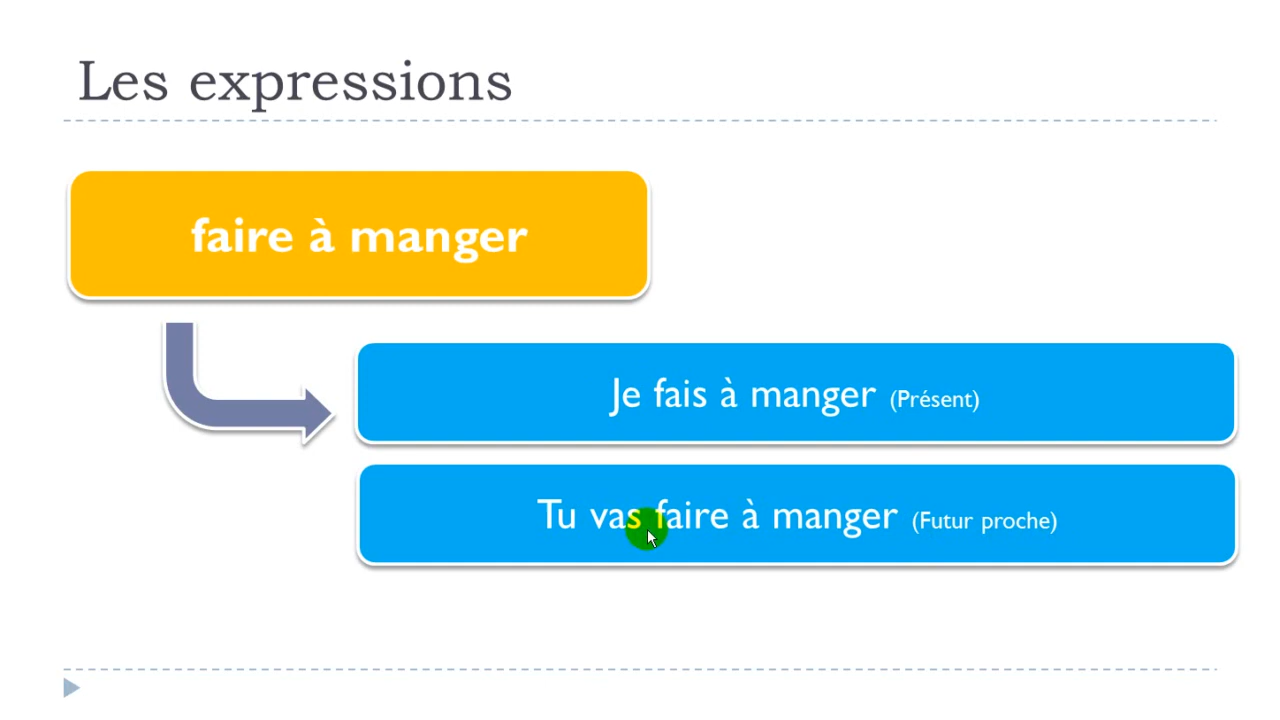 Les expressions
faire à manger
Je fais à manger (Présent)
Tu vas faire à manger (Futur proche)